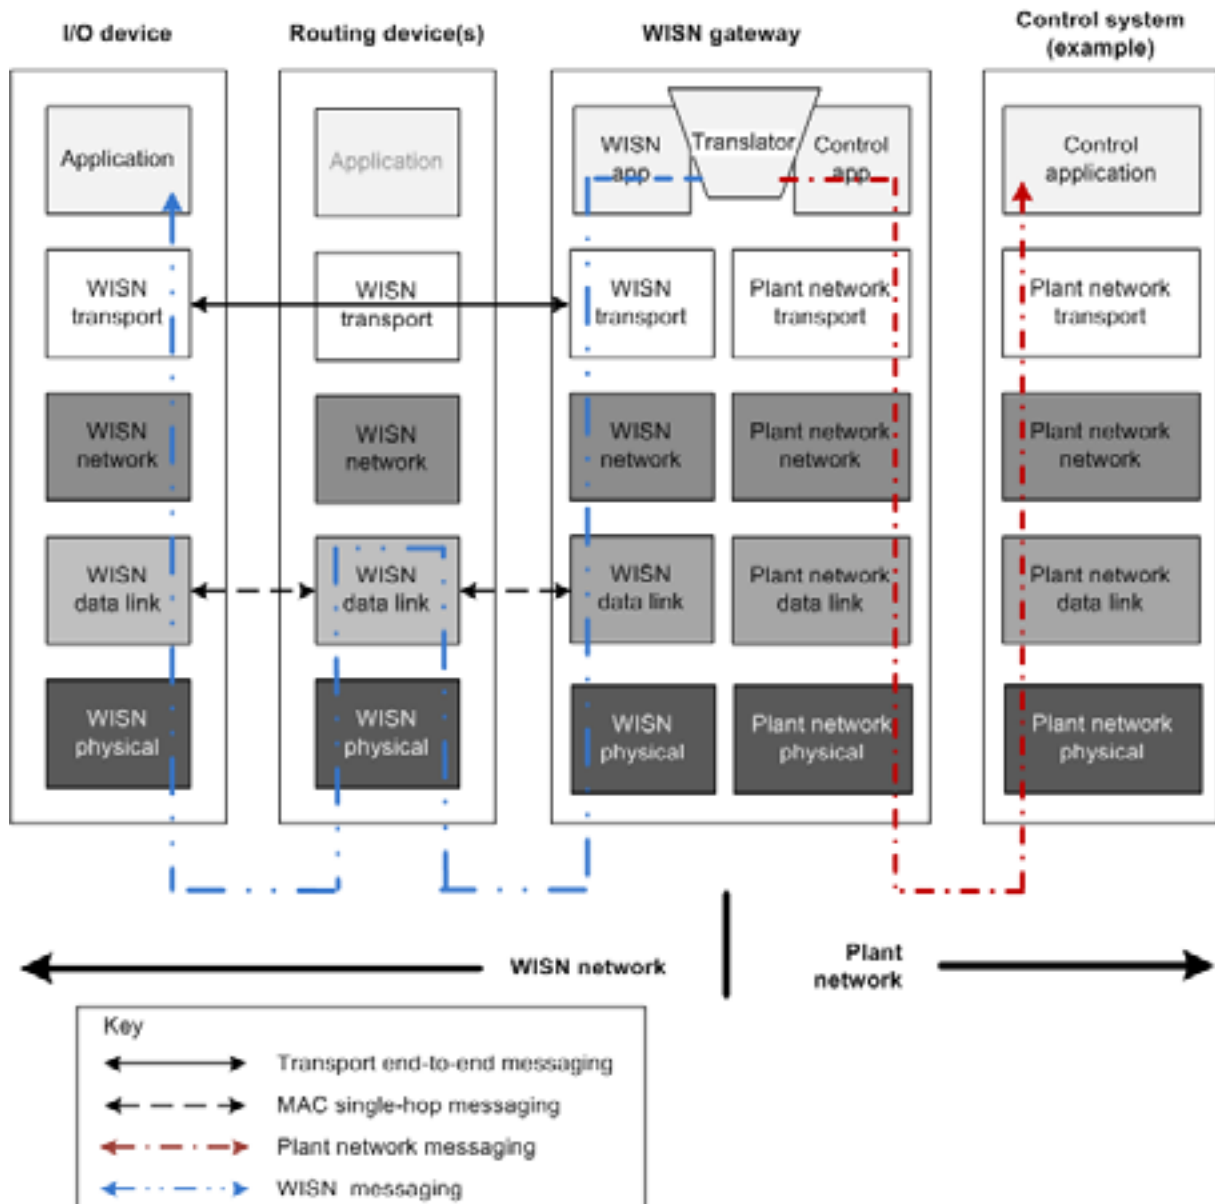 I/O device
Routing device(s)
WISN gateway
Control system
(example)
Application
Application
WISN
app
Translator
Control
app
Control
application
WISN
transport
WISN
transport
WISN
transport
Plant network
transport
Plant network
transport
WISN
network
WISN
network
WISN
network
Plant network
network
Plant network
network
WISN
data link
WISN
data link
WISN
data link
Plant network
data link
Plant network
data link
WISN
physical
WISN
physical
WISN
physical
Plant network
physical
Plant network
physical
WISN network
Plant
network
Key
Transport end-to-end messaging
MAC single-hop messaging
Plant network messaging
WISN messaging